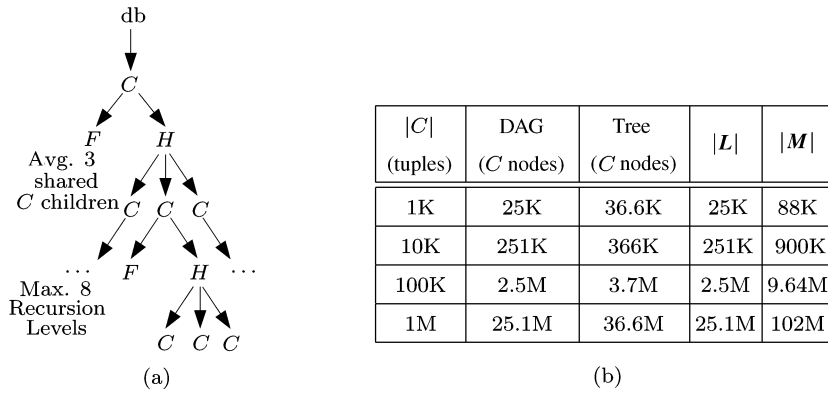 db
C
F H
Avg. 3
shared
C children
C C C
... F H ...
Max. 8
Recursion
Levels
C C C
(a)
|C| DAG Tree |L| |M|
(tuples) (C nodes) (C nodes)
1K 25K 36.6K 25K 88K
10K 251K 366K 251K 900K
100K 2.5M 3.7M 2.5M 9.64M
1M 25.1M 36.6M 25.1M 102M
(b)